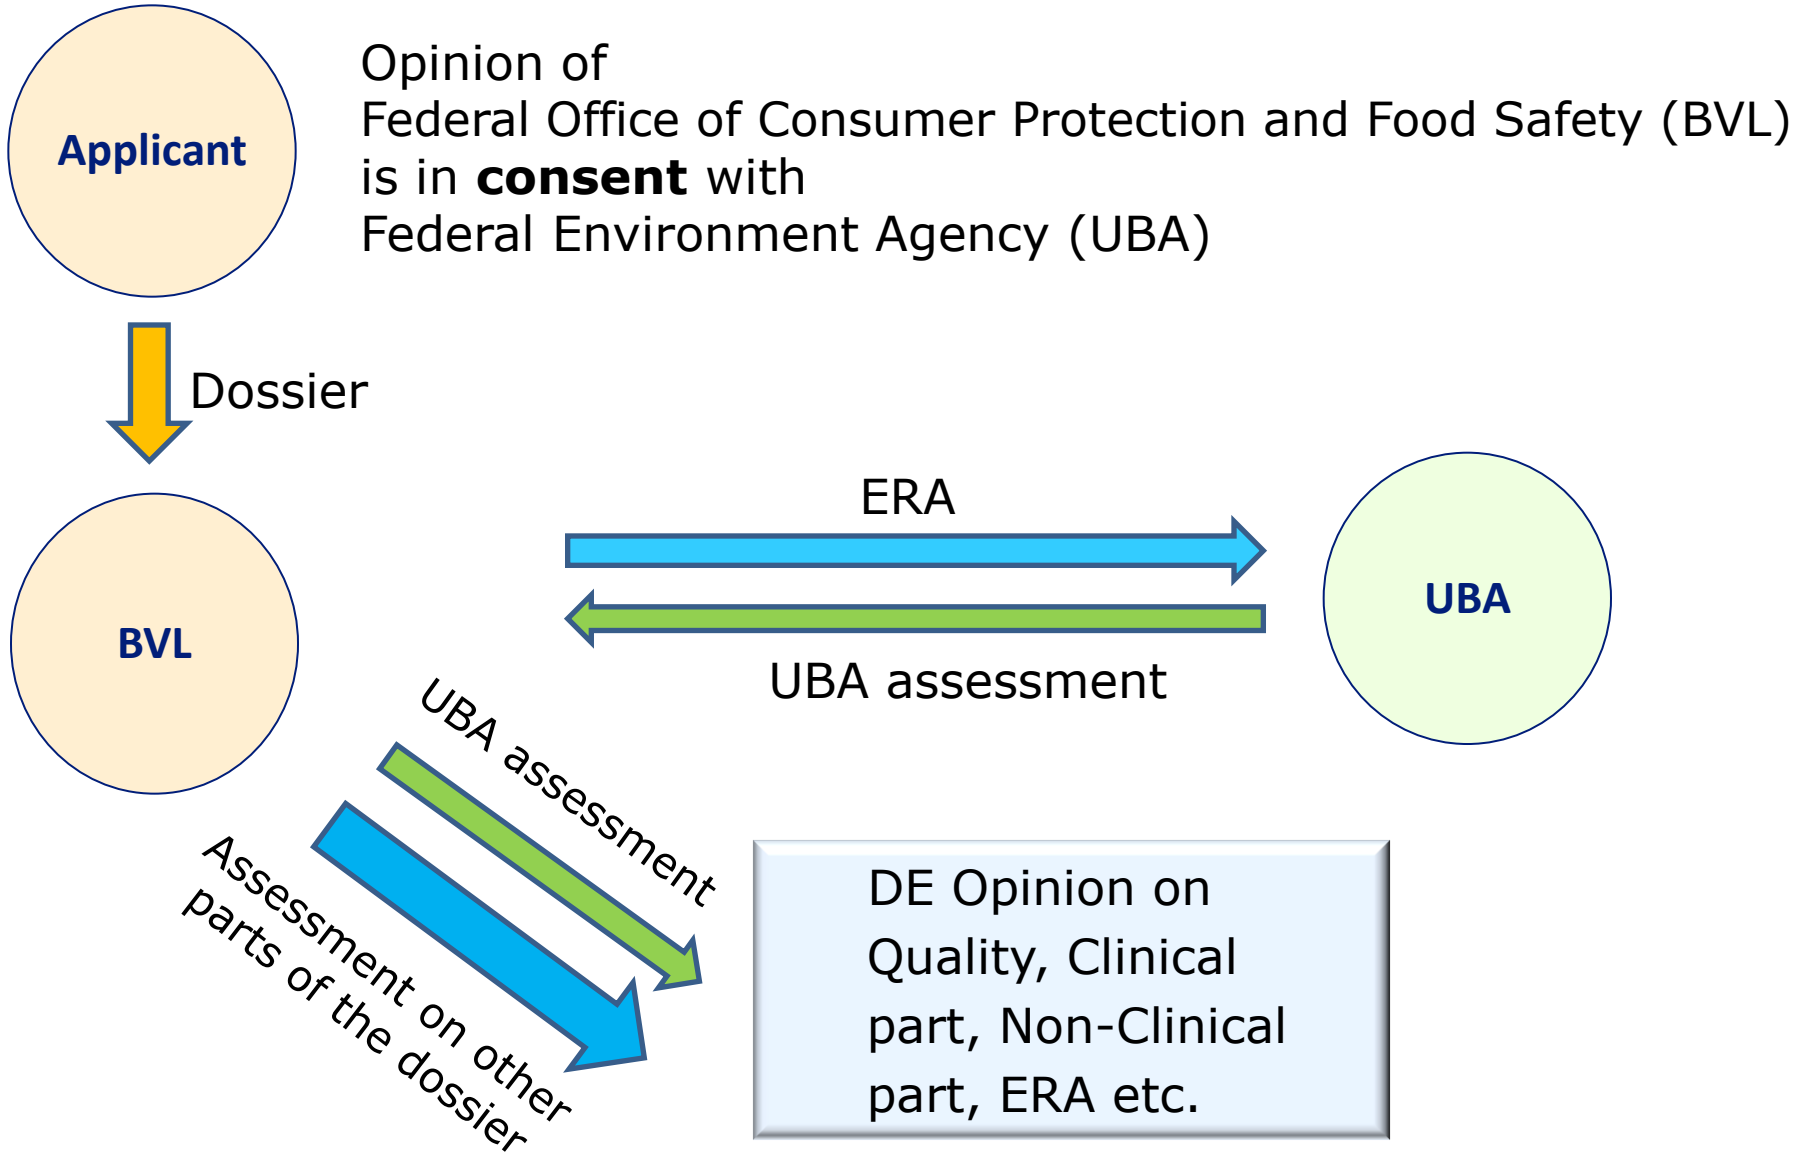 Applicant
Opinion of
Federal Office of Consumer Protection and Food Safety (BVL)
is in consent with
Federal Environment Agency (UBA)
Dossier
BVL
ERA
UBA assessment
UBA
UBA assessment
Assessment on other
parts of the dossier
DE Opinion on
Quality, Clinical
part, Non-Clinical
part, ERA etc.